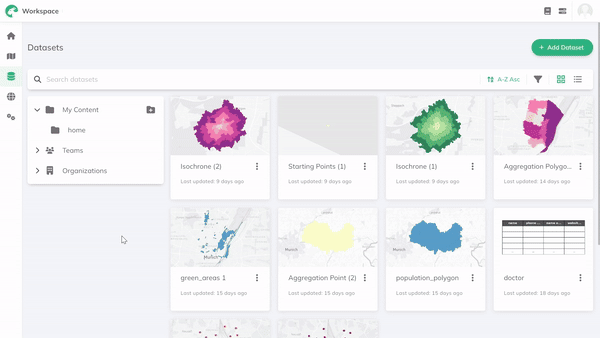 Workspace
Datasets
+ Add Dataset
Search datasets
A-Z Asc
My Content
home
Teams
Organizations
Isochrone (2)
Last updated: 9 days ago
Starting Points (1)
Last updated: 9 days ago
Isochrone (1)
Last updated: 9 days ago
Aggregation Polygo...
Last updated: 14 days ago
green_areas 1
Last updated: 15 days ago
Aggregation Point (2)
Last updated: 15 days ago
population_polygon
Last updated: 15 days ago
doctor
Last updated: 18 days ago